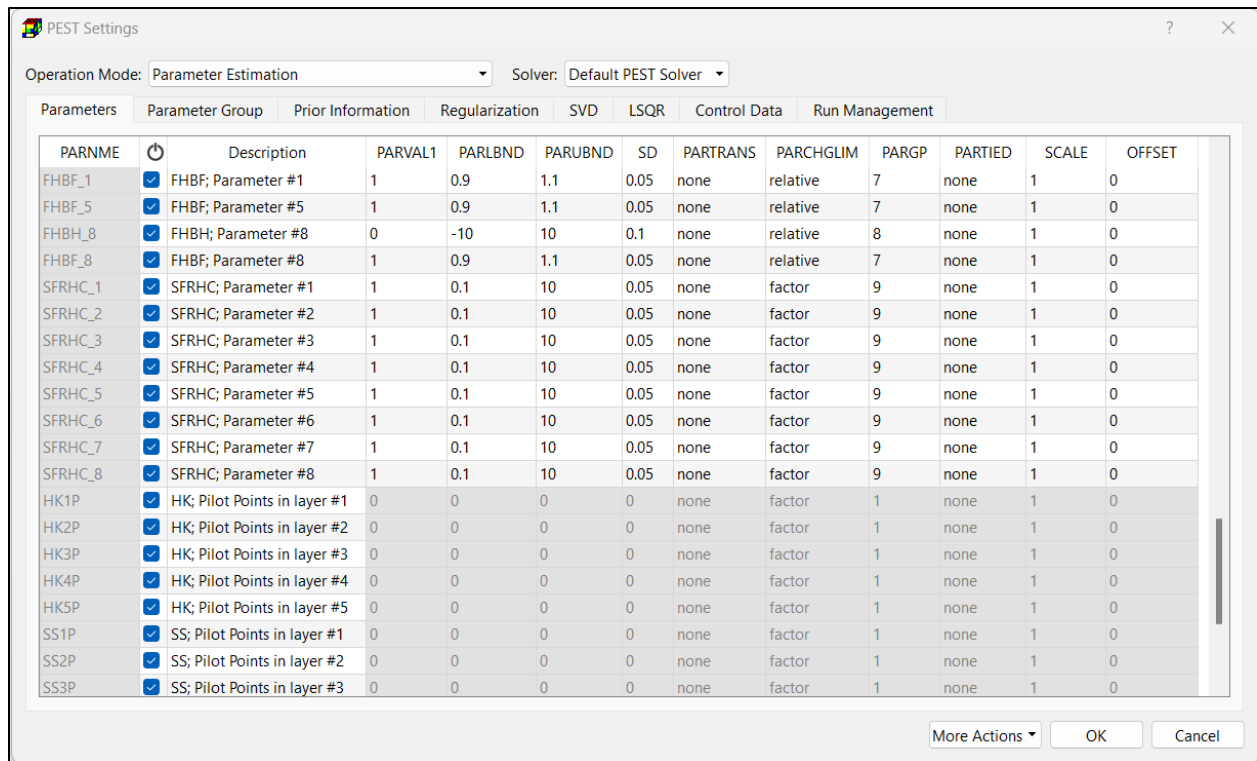 PEST Settings ? ×
Operation Mode: Parameter Estimation Solver: Default PEST Solver
Parameters Parameter Group Prior Information Regularization SVD LSQR Control Data Run Management
PARNME Description PARVAL1 PARLBND PARUBND SD PARTRANS PARCHGLIM PARGP PARTIED SCALE OFFSET
FHBF_1 FHBF; Parameter #1 1 0.9 1.1 0.05 none relative 7 none 1 0
FHBF_5 FHBF; Parameter #5 1 0.9 1.1 0.05 none relative 7 none 1 0
FHBH_8 FHBH; Parameter #8 0 -10 10 0.1 none relative 8 none 1 0
FHBF_8 FHBF; Parameter #8 1 0.9 1.1 0.05 none relative 7 none 1 0
SFRHC_1 SFRHC; Parameter #1 1 0.1 10 0.05 none factor 9 none 1 0
SFRHC_2 SFRHC; Parameter #2 1 0.1 10 0.05 none factor 9 none 1 0
SFRHC_3 SFRHC; Parameter #3 1 0.1 10 0.05 none factor 9 none 1 0
SFRHC_4 SFRHC; Parameter #4 1 0.1 10 0.05 none factor 9 none 1 0
SFRHC_5 SFRHC; Parameter #5 1 0.1 10 0.05 none factor 9 none 1 0
SFRHC_6 SFRHC; Parameter #6 1 0.1 10 0.05 none factor 9 none 1 0
SFRHC_7 SFRHC; Parameter #7 1 0.1 10 0.05 none factor 9 none 1 0
SFRHC_8 SFRHC; Parameter #8 1 0.1 10 0.05 none factor 9 none 1 0
HK1P HK; Pilot Points in layer #1 0 0 0 0 none factor 1 none 1 0
HK2P HK; Pilot Points in layer #2 0 0 0 0 none factor 1 none 1 0
HK3P HK; Pilot Points in layer #3 0 0 0 0 none factor 1 none 1 0
HK4P HK; Pilot Points in layer #4 0 0 0 0 none factor 1 none 1 0
HK5P HK; Pilot Points in layer #5 0 0 0 0 none factor 1 none 1 0
SS1P SS; Pilot Points in layer #1 0 0 0 0 none factor 1 none 1 0
SS2P SS; Pilot Points in layer #2 0 0 0 0 none factor 1 none 1 0
SS3P SS; Pilot Points in layer #3 0 0 0 0 none factor 1 none 1 0
More Actions OK Cancel